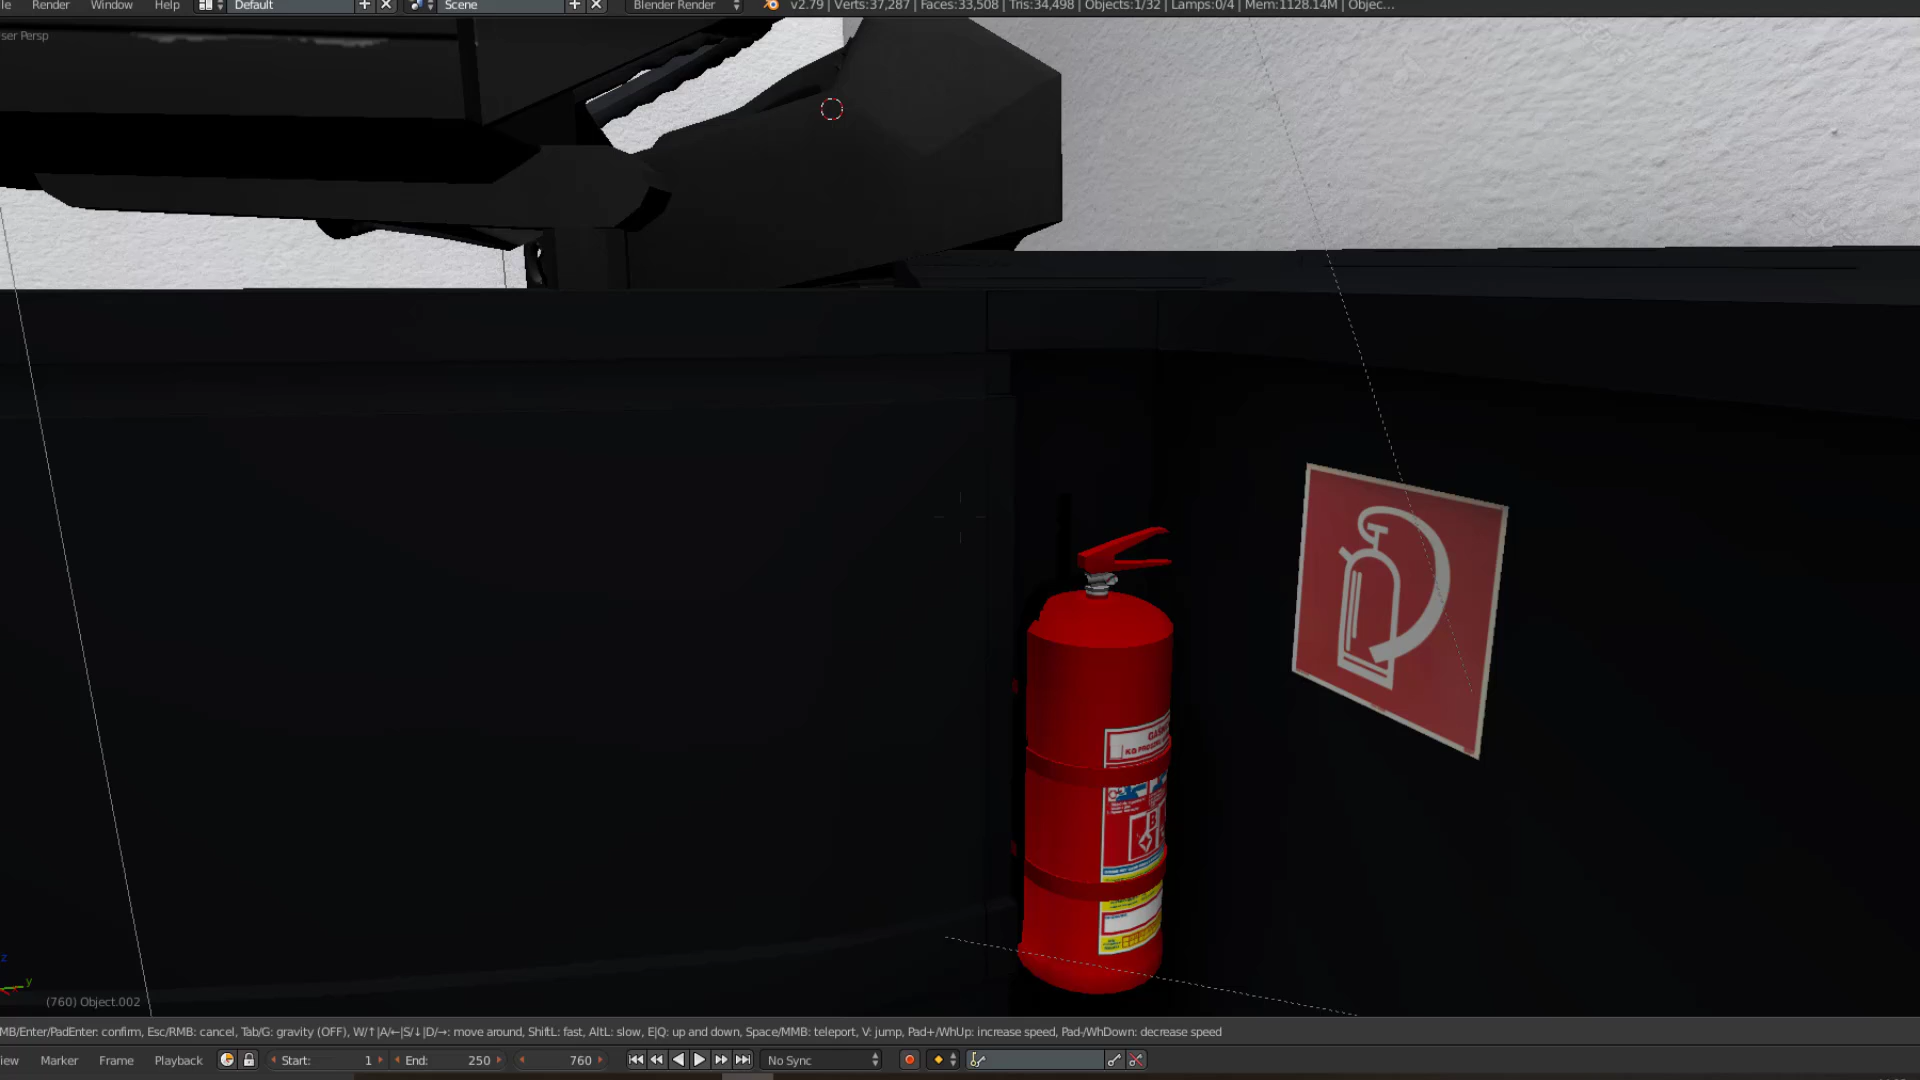 le Render Window Help Default Scene Blender Render v2.79 | Verts:37,287 | Faces:33,508 | Tris:34,498 | Objects:1/32 | Lamps:0/4 | Mem:1128.14M | Objec...
ser Persp
z
y
(760) Object.002
MB/Enter/PadEnter: confirm, Esc/RMB: cancel, Tab/G: gravity (OFF), W/↑|A/←|S/↓|D/→: move around, ShiftL: fast, AltL: slow, E|Q: up and down, Space/MMB: teleport, V: jump, Pad+/WhUp: increase speed, Pad-/WhDown: decrease speed
iew Marker Frame Playback Start: 1 End: 250 760 No Sync